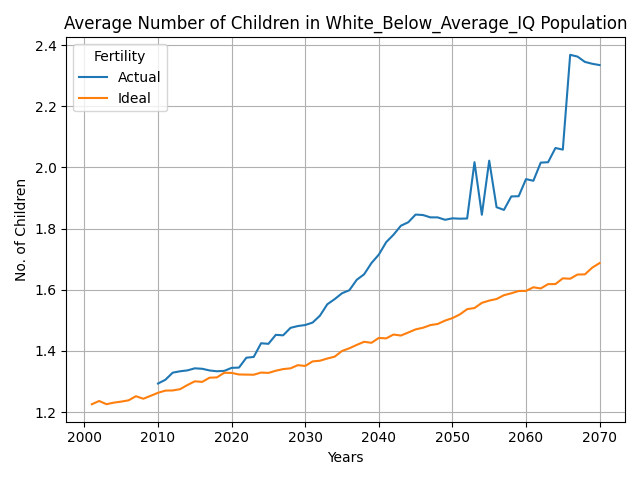 Average Number of Children in White_Below_Average_IQ Population
Fertility
Actual
Ideal
No. of Children
2.4
2.2
2.0
1.8
1.6
1.4
1.2
2000 2010 2020 2030 2040 2050 2060 2070
Years